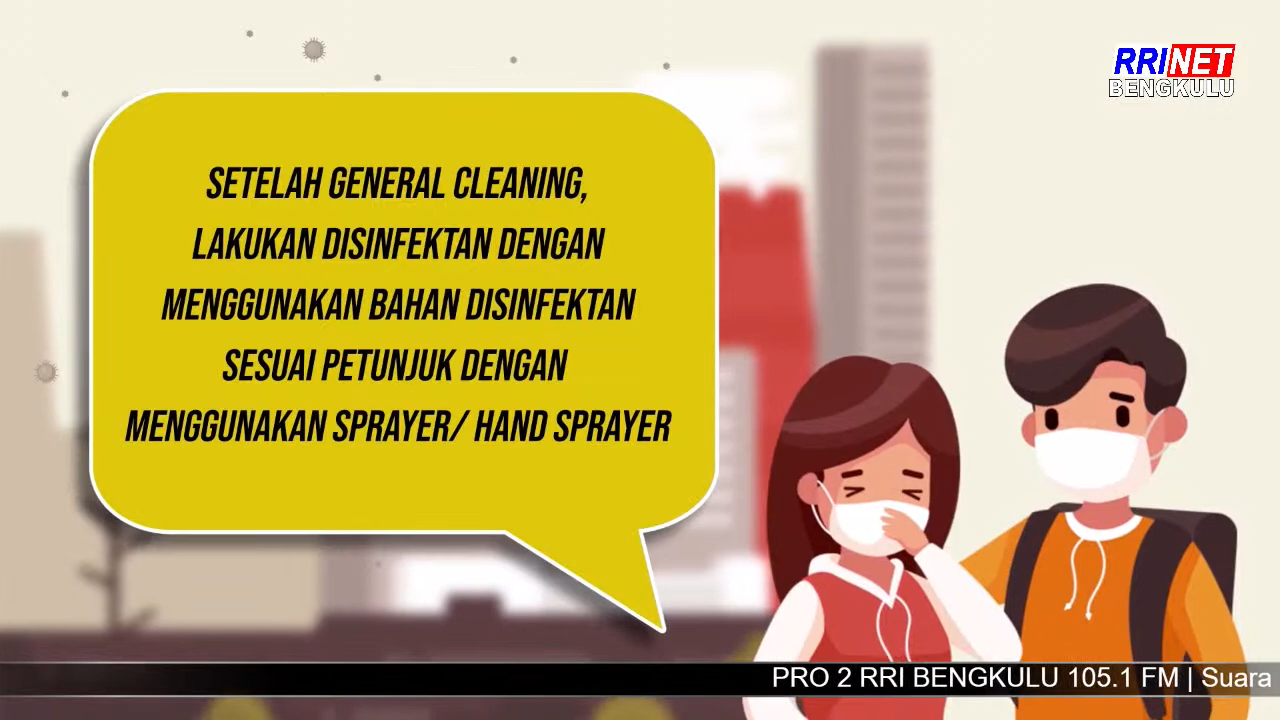 RRINET
BENGKULU
SETELAH GENERAL CLEANING,
LAKUKAN DISINFEKTAN DENGAN
MENGGUNAKAN BAHAN DISINFEKTAN
SESUAI PETUNJUK DENGAN
MENGGUNAKAN SPRAYER/ HAND SPRAYER
PRO 2 RRI BENGKULU 105.1 FM | Suara